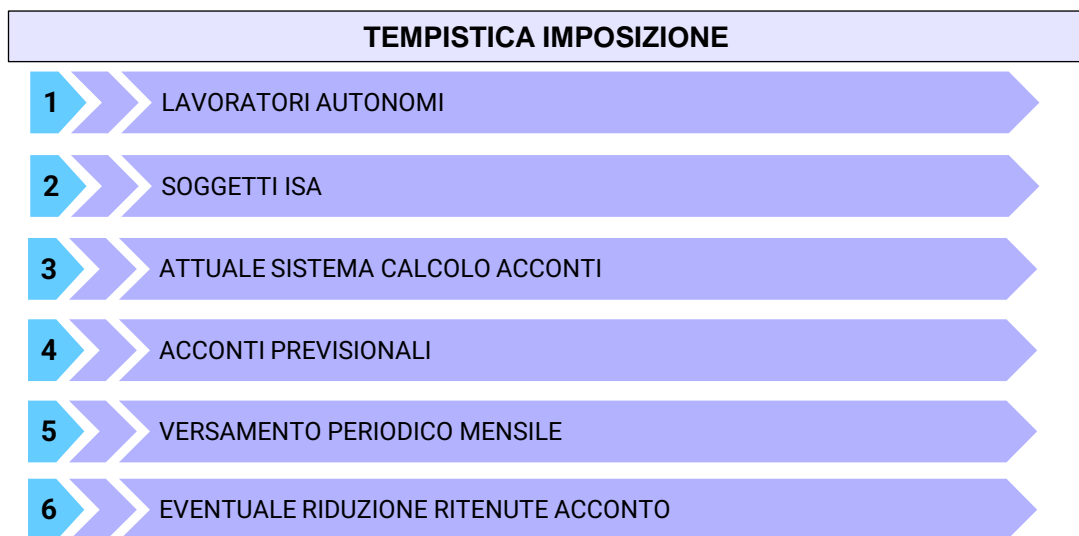 TEMPISTICA IMPOSIZIONE
1 LAVORATORI AUTONOMI
2 SOGGETTI ISA
3 ATTUALE SISTEMA CALCOLO ACCONTI
4 ACCONTI PREVISIONALI
5 VERSAMENTO PERIODICO MENSILE
6 EVENTUALE RIDUZIONE RITENUTE ACCONTO